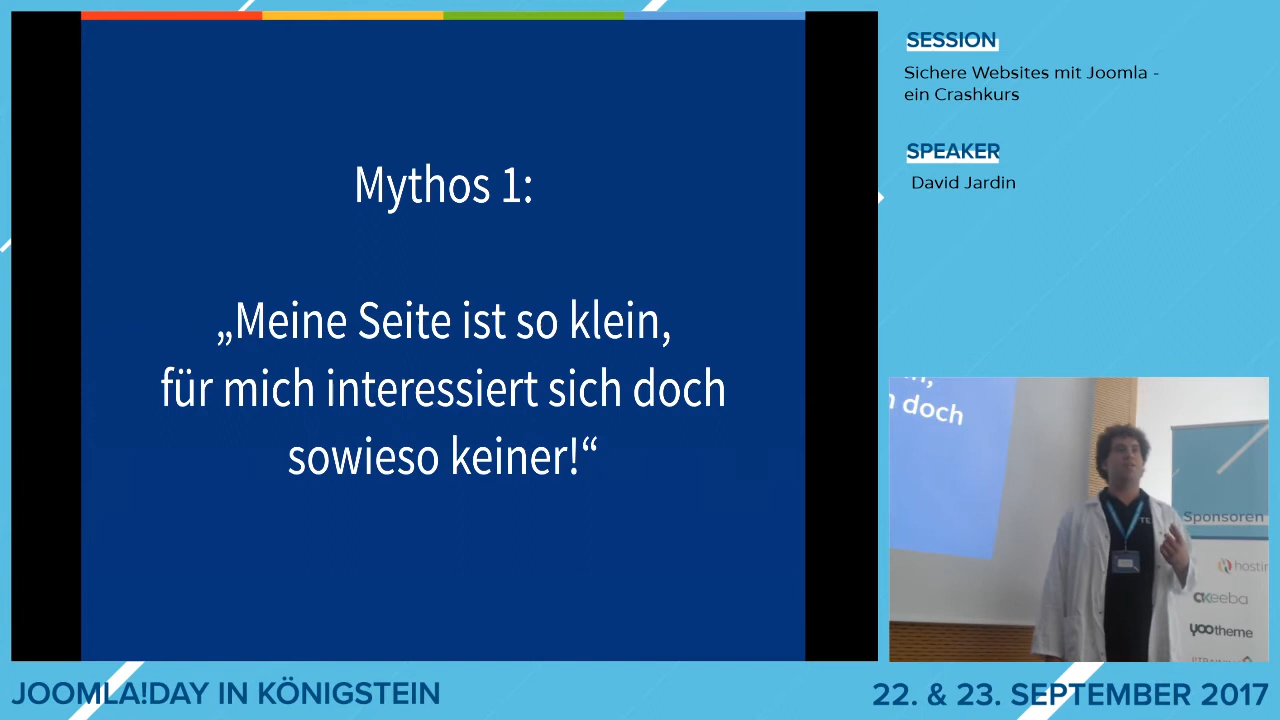 Mythos 1:
„Meine Seite ist so klein,
für mich interessiert sich doch
sowieso keiner!“
SESSION
Sichere Websites mit Joomla -
ein Crashkurs
SPEAKER
David Jardin
doch
TE
Sponsoren
akeeba
yootheme
JOOMLA!DAY IN KÖNIGSTEIN
22. & 23. SEPTEMBER 2017